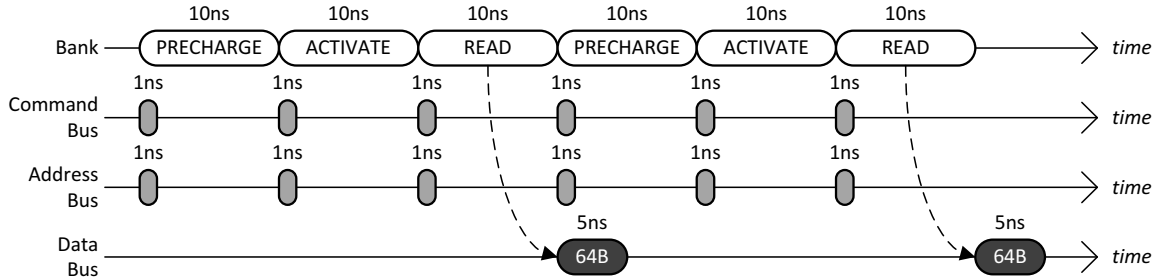 10ns 10ns 10ns 10ns 10ns 10ns
Bank PRECHARGE ACTIVATE READ PRECHARGE ACTIVATE READ time
1ns 1ns 1ns 1ns 1ns 1ns
Command
Bus
time
1ns 1ns 1ns 1ns 1ns 1ns
Address
Bus
time
5ns 5ns
Data
Bus
64B 64B time